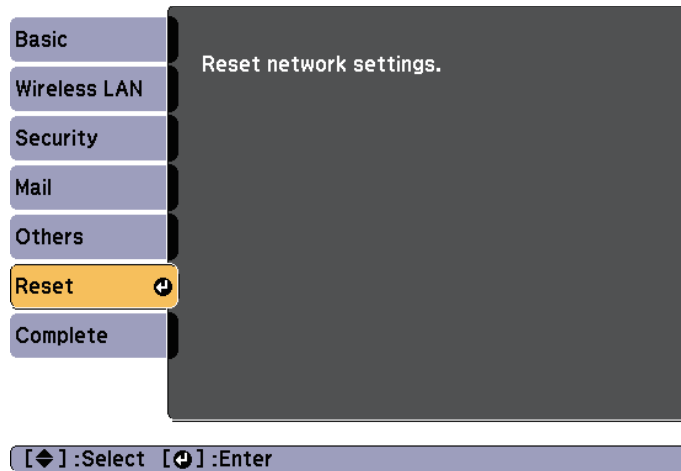 Basic
Wireless LAN
Security
Mail
Others
Reset
Complete
Reset network settings.
[◆] :Select [⏎] :Enter